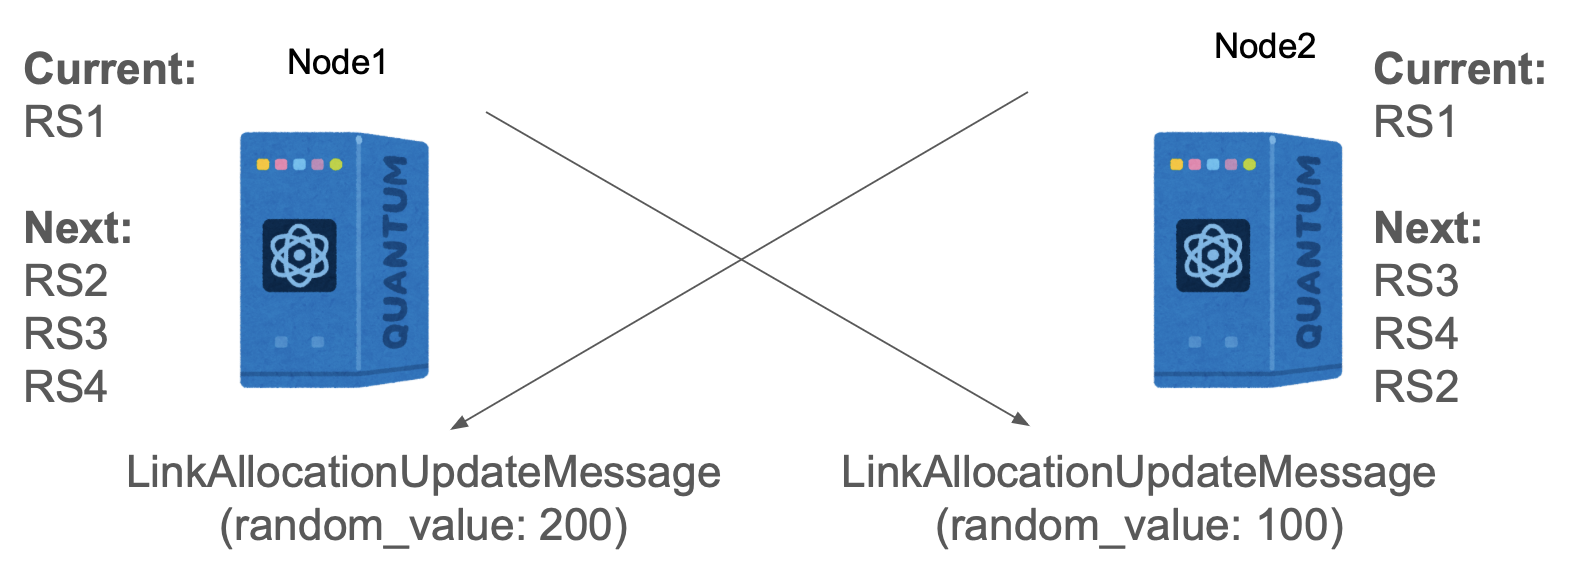 Node1
Node2
Current:
RS1
Next:
RS2
RS3
RS4
QUANTUM
Current:
RS1
Next:
RS3
RS4
RS2
QUANTUM
LinkAllocationUpdateMessage
(random_value: 200)
LinkAllocationUpdateMessage
(random_value: 100)